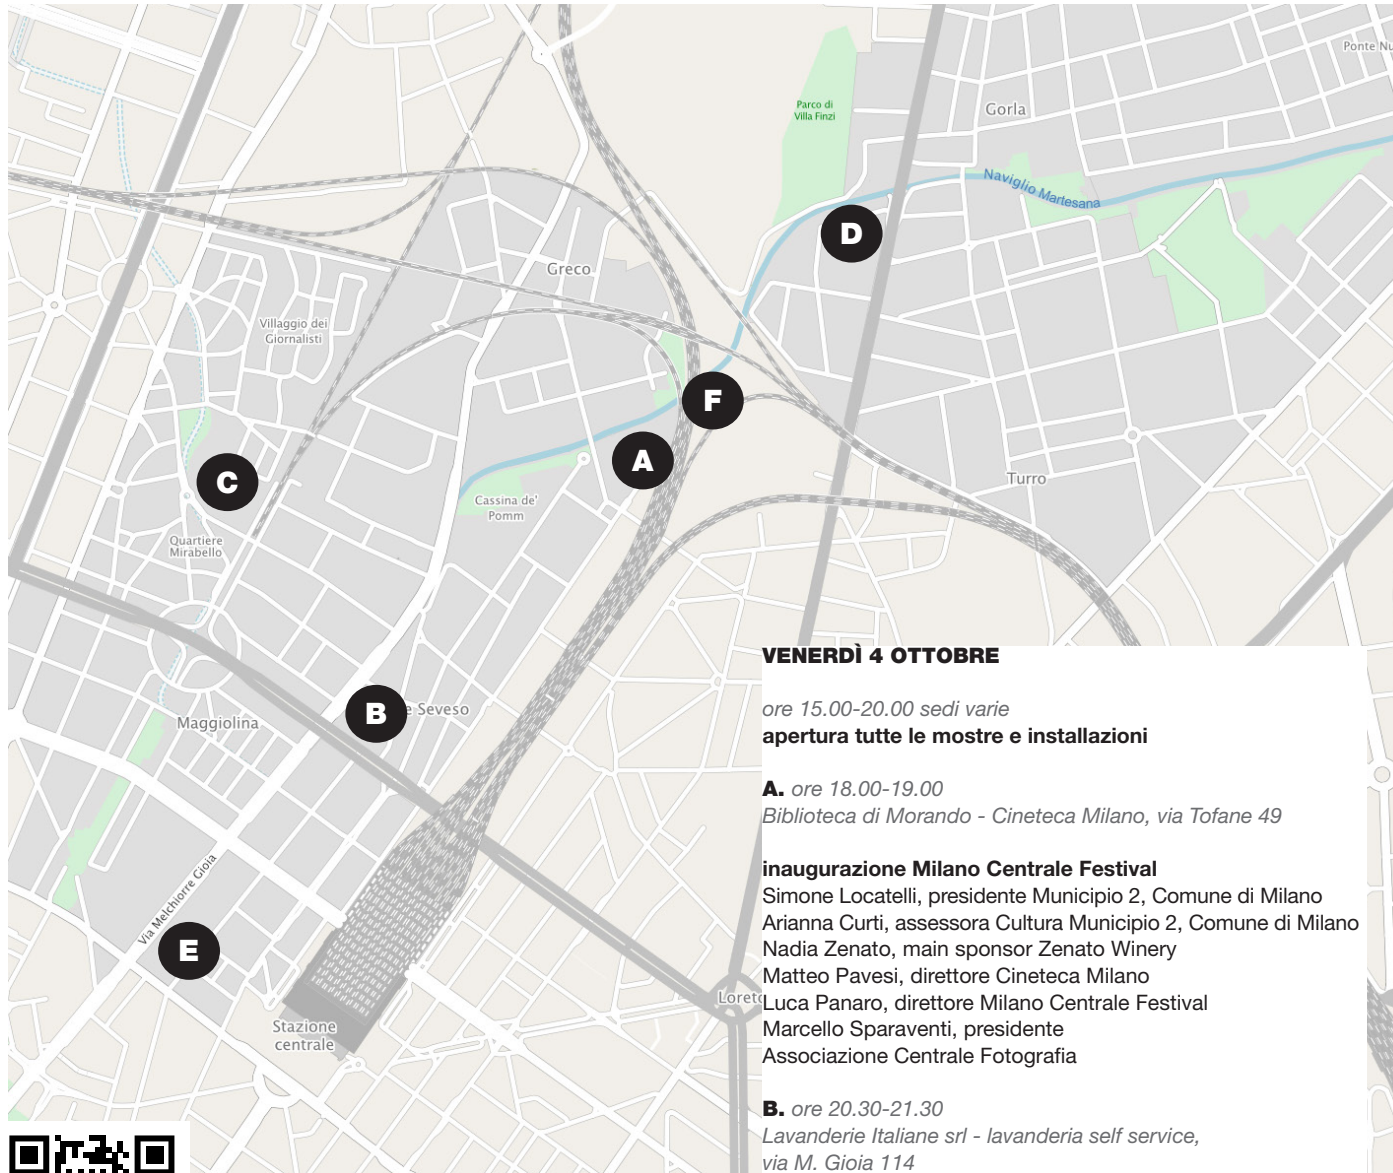 Ponte Nu
Parco di
Villa Finzi
Gorla
Naviglio Martesana
D
Greco
Villaggio dei
Giornalisti
F
A
C
Cassina de'
Pomm
Turro
Quartiere
Mirabello
B
e Seveso
Maggiolina
Via Melchiorre Gioia
E
Stazione
centrale
Loreto
VENERDÌ 4 OTTOBRE
ore 15.00-20.00 sedi varie
apertura tutte le mostre e installazioni
A. ore 18.00-19.00
Biblioteca di Morando - Cineteca Milano, via Tofane 49
inaugurazione Milano Centrale Festival
Simone Locatelli, presidente Municipio 2, Comune di Milano
Arianna Curti, assessora Cultura Municipio 2, Comune di Milano
Nadia Zenato, main sponsor Zenato Winery
Matteo Pavesi, direttore Cineteca Milano
Luca Panaro, direttore Milano Centrale Festival
Marcello Sparaventi, presidente
Associazione Centrale Fotografia
B. ore 20.30-21.30
Lavanderie Italiane srl - lavanderia self service,
via M. Gioia 114